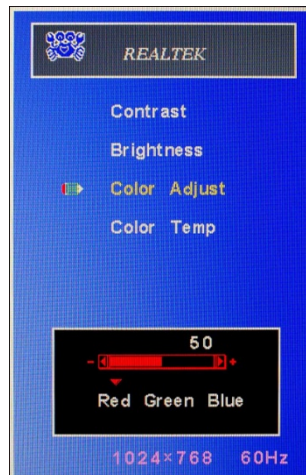 REALTEK
Contrast
Brightness
Color Adjust
Color Temp
50
- +
Red Green Blue
1024×768 60Hz